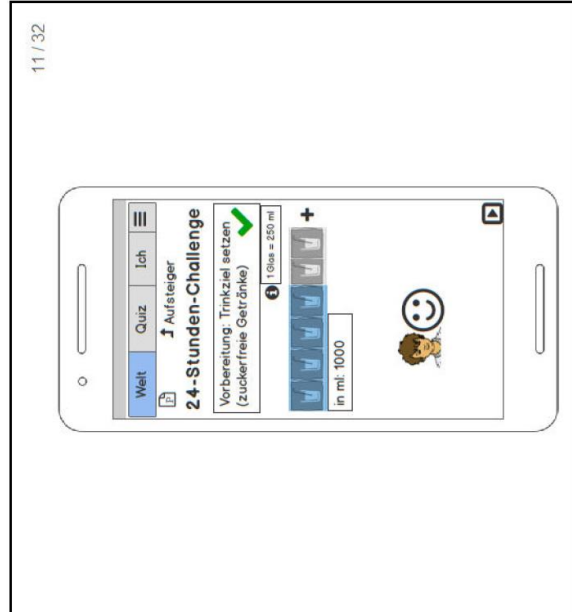 11 / 32
Welt Quiz Ich
P Aufsteiger
24-Stunden-Challenge
Vorbereitung: Trinkziel setzen
(zuckerfreie Getränke)
1 Glas = 250 ml
+
in ml: 1000